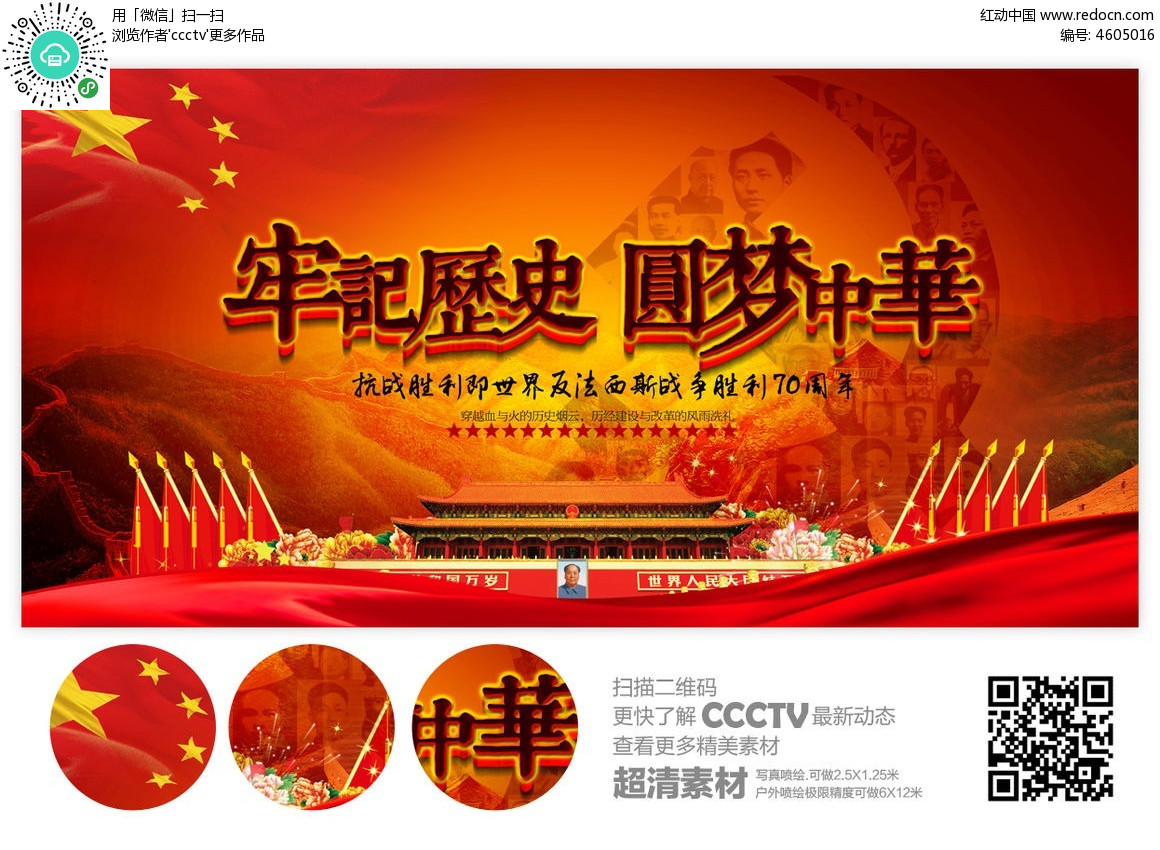 用「微信」扫一扫
浏览作者'ccctv'更多作品
红动中国 www.redocn.com
编号: 4605016
牢記歷史 圓梦中華
抗战胜利即世界反法西斯战争胜利70周年
穿越血与火的历史烟云，历经建设与改革的风雨洗礼
国万岁
世界人民大团结
中華
扫描二维码
更快了解 CCCTV 最新动态
查看更多精美素材
超清素材
写真喷绘.可做2.5X1.25米
户外喷绘极限精度可做6X12米